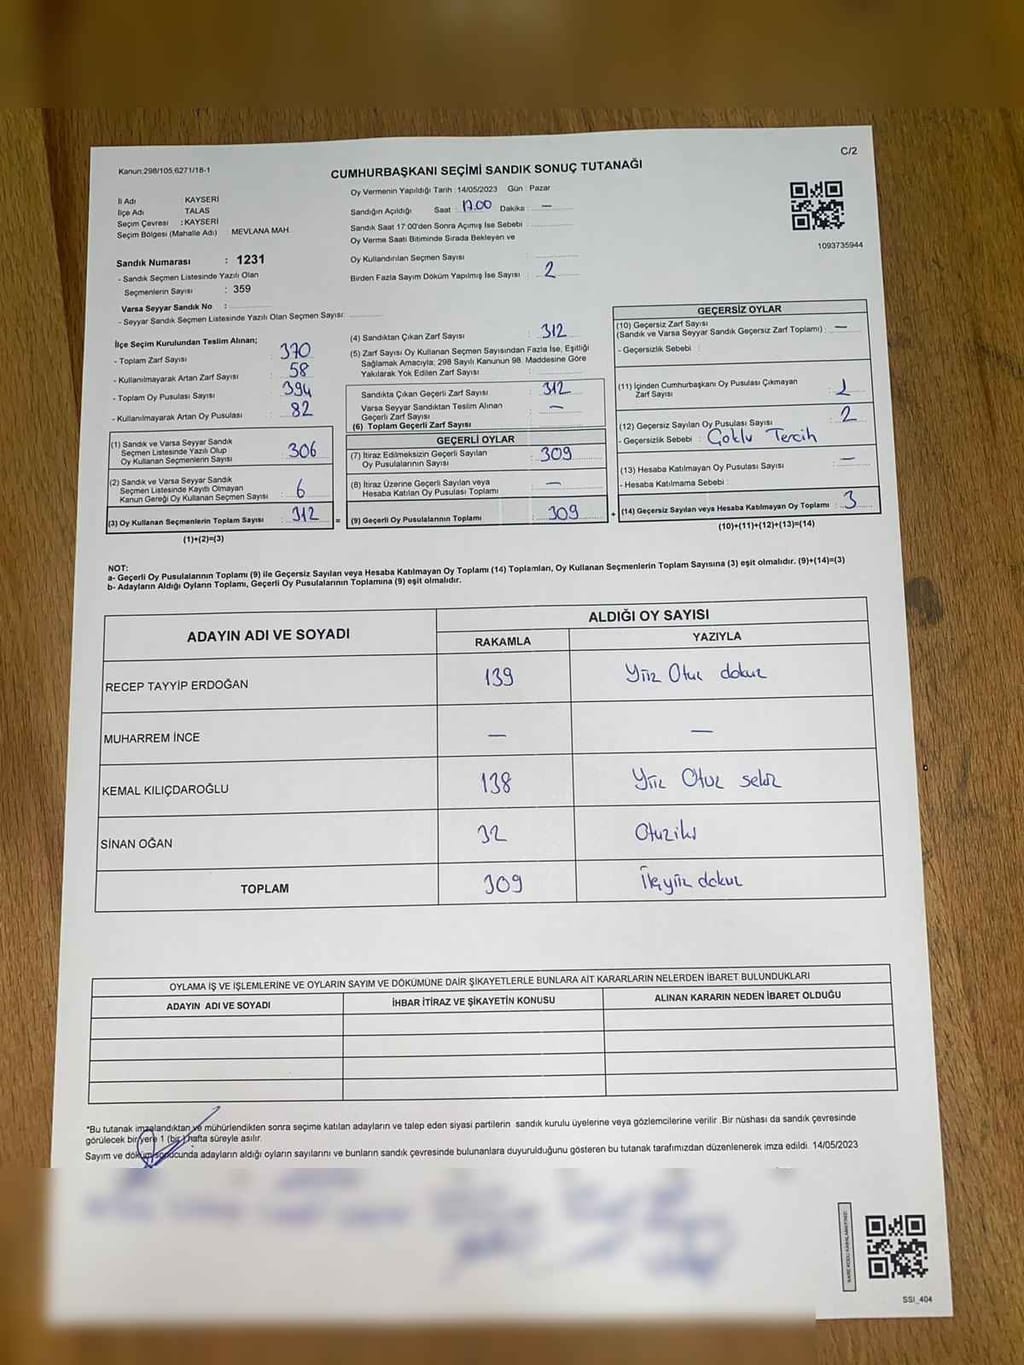 Kanun:298/105,6271/18-1
C/2
CUMHURBAŞKANI SEÇİMİ SANDIK SONUÇ TUTANAĞI
İl Adı : KAYSERİ
İlçe Adı TALAS
Seçim Çevresi : KAYSERİ
Seçim Bölgesi (Mahalle Adı) : MEVLANA MAH.
Oy Vermenin Yapıldığı Tarih : 14/05/2023 Gün : Pazar
Sandığın Açıldığı Saat : 17.00 Dakika : —
Sandık Saat 17:00'den Sonra Açımış İse Sebebi :
Oy Verme Saati Bitiminde Sırada Bekleyen ve
Oy Kullandırılan Seçmen Sayısı :
Birden Fazla Sayım Döküm Yapılmış İse Sayısı : 2
1093735944
Sandık Numarası : 1231
- Sandık Seçmen Listesinde Yazılı Olan
Seçmenlerin Sayısı : 359
Varsa Seyyar Sandık No :
- Seyyar Sandık Seçmen Listesinde Yazılı Olan Seçmen Sayısı:
İlçe Seçim Kurulundan Teslim Alınan;
- Toplam Zarf Sayısı : 370
- Kullanılmayarak Artan Zarf Sayısı : 58
- Toplam Oy Pusulası Sayısı : 394
- Kullanılmayarak Artan Oy Pusulası : 82
(1) Sandık ve Varsa Seyyar Sandık
Seçmen Listesinde Yazılı Olup
Oy Kullanan Seçmenlerin Sayısı : 306
(2) Sandık ve Varsa Seyyar Sandık
Seçmen Listesinde Kayıtlı Olmayan
Kanun Gereği Oy Kullanan Seçmen Sayısı : 6
(3) Oy Kullanan Seçmenlerin Toplam Sayısı : 312
(1)+(2)=(3)
(4) Sandıktan Çıkan Zarf Sayısı : 312
(5) Zarf Sayısı Oy Kullanan Seçmen Sayısından Fazla İse, Eşitliği
Sağlamak Amacıyla; 298 Sayılı Kanunun 98. Maddesine Göre
Yakılarak Yok Edilen Zarf Sayısı :
Sandıkta Çıkan Geçerli Zarf Sayısı : 312
Varsa Seyyar Sandıktan Teslim Alınan
Geçerli Zarf Sayısı : —
(6) Toplam Geçerli Zarf Sayısı :
GEÇERLİ OYLAR
(7) İtiraz Edilmeksizin Geçerli Sayılan
Oy Pusulalarının Sayısı : 309
(8) İtiraz Üzerine Geçerli Sayılan veya
Hesaba Katılan Oy Pusulası Toplamı : —
= (9) Geçerli Oy Pusulalarının Toplamı : 309
GEÇERSİZ OYLAR
(10) Geçersiz Zarf Sayısı
(Sandık ve Varsa Seyyar Sandık Geçersiz Zarf Toplamı) : —
- Geçersizlik Sebebi :
(11) İçinden Cumhurbaşkanı Oy Pusulası Çıkmayan
Zarf Sayısı : 1
(12) Geçersiz Sayılan Oy Pusulası Sayısı : 2
- Geçersizlik Sebebi : Çoklu Tercih
(13) Hesaba Katılmayan Oy Pusulası Sayısı : —
- Hesaba Katılmama Sebebi :
+ (14) Geçersiz Sayılan veya Hesaba Katılmayan Oy Toplamı : 3
(10)+(11)+(12)+(13)=(14)
NOT:
a- Geçerli Oy Pusulalarının Toplamı (9) ile Geçersiz Sayılan veya Hesaba Katılmayan Oy Toplamı (14) Toplamları, Oy Kullanan Seçmenlerin Toplam Sayısına (3) eşit olmalıdır. (9)+(14)=(3)
b- Adayların Aldığı Oyların Toplamı, Geçerli Oy Pusulalarının Toplamına (9) eşit olmalıdır.
ADAYIN ADI VE SOYADI ALDIĞI OY SAYISI
RAKAMLA YAZIYLA
RECEP TAYYİP ERDOĞAN 139 Yüz Otuz dokuz
MUHARREM İNCE — —
KEMAL KILIÇDAROĞLU 138 Yüz Otuz sekiz
SİNAN OĞAN 32 Otuziki
TOPLAM 309 Üçyüz dokuz
OYLAMA İŞ VE İŞLEMLERİNE VE OYLARIN SAYIM VE DÖKÜMÜNE DAİR ŞİKAYETLERLE BUNLARA AİT KARARLARIN NELERDEN İBARET BULUNDUKLARI
ADAYIN ADI VE SOYADI İHBAR İTİRAZ VE ŞİKAYETİN KONUSU ALINAN KARARIN NEDEN İBARET OLDUĞU
*Bu tutanak imzalandıktan ve mühürlendikten sonra seçime katılan adayların ve talep eden siyasi partilerin sandık kurulu üyelerine veya gözlemcilerine verilir .Bir nüshası da sandık çevresinde
görülecek bir yere 1 (bir) hafta süreyle asılır.
Sayım ve döküm sonucunda adayların aldığı oyların sayılarını ve bunların sandık çevresinde bulunanlara duyurulduğunu gösteren bu tutanak tarafımızdan düzenlenerek imza edildi. 14/05/2023
SSI_404